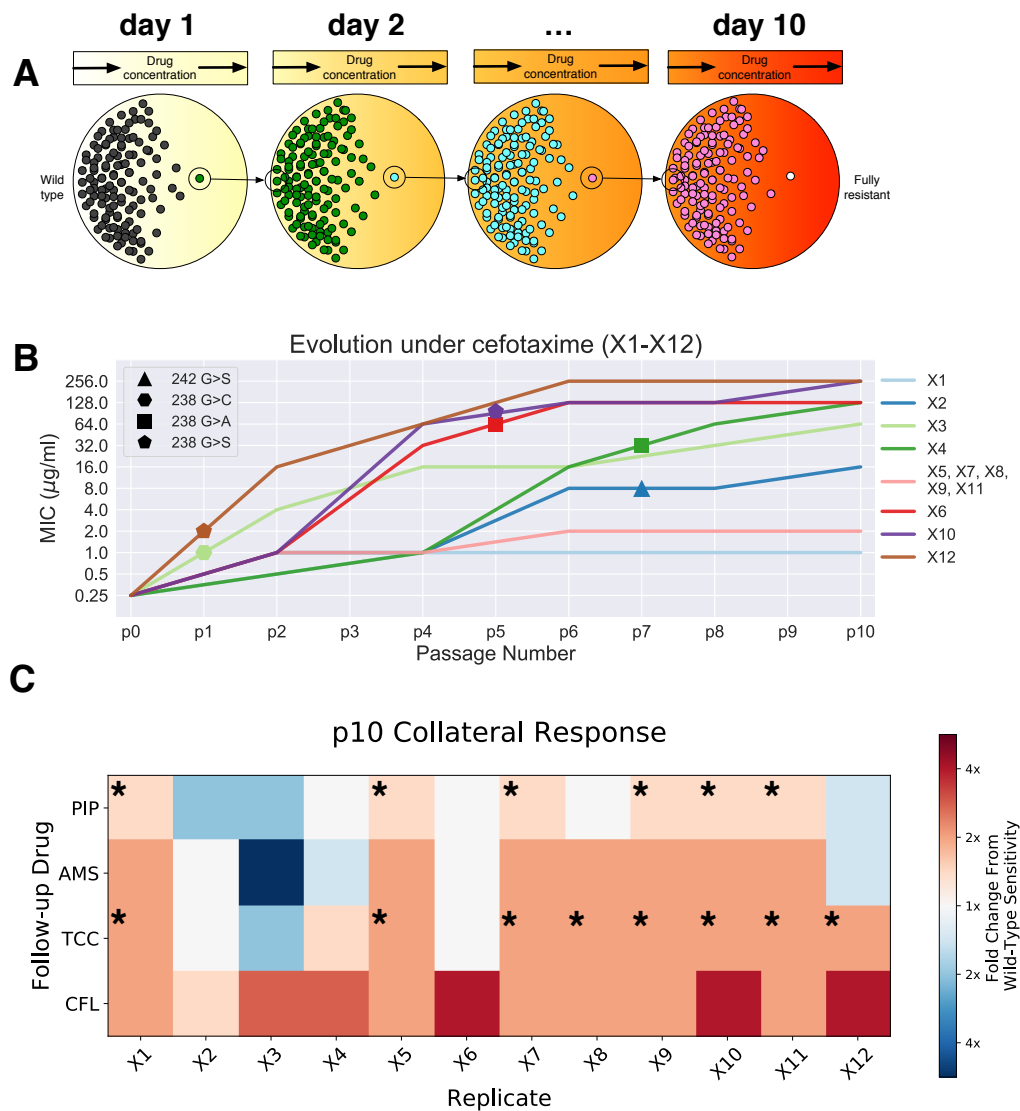 day 1
day 2
...
day 10
A
Drug
concentration
Drug
concentration
Drug
concentration
Drug
concentration
Wild
type
Fully
resistant
B
Evolution under cefotaxime (X1-X12)
MIC (µg/ml)
256.0
128.0
64.0
32.0
16.0
8.0
4.0
2.0
1.0
0.5
0.25
242 G>S
238 G>C
238 G>A
238 G>S
X1
X2
X3
X4
X5, X7, X8,
X9, X11
X6
X10
X12
p0 p1 p2 p3 p4 p5 p6 p7 p8 p9 p10
Passage Number
C
p10 Collateral Response
Follow-up Drug
PIP * * * * * *
AMS
TCC * * * * * * * *
CFL
X1 X2 X3 X4 X5 X6 X7 X8 X9 X10 X11 X12
Replicate
4x
2x
1x
2x
4x
Fold Change From
Wild-Type Sensitivity